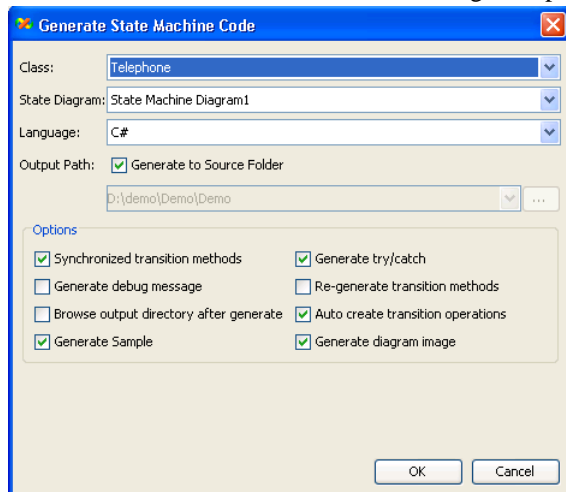 Generate State Machine Code
Class: Telephone
State Diagram: State Machine Diagram1
Language: C#
Output Path: Generate to Source Folder
D:\demo\Demo\Demo ...
Options
Synchronized transition methods Generate try/catch
Generate debug message Re-generate transition methods
Browse output directory after generate Auto create transition operations
Generate Sample Generate diagram image
OK Cancel